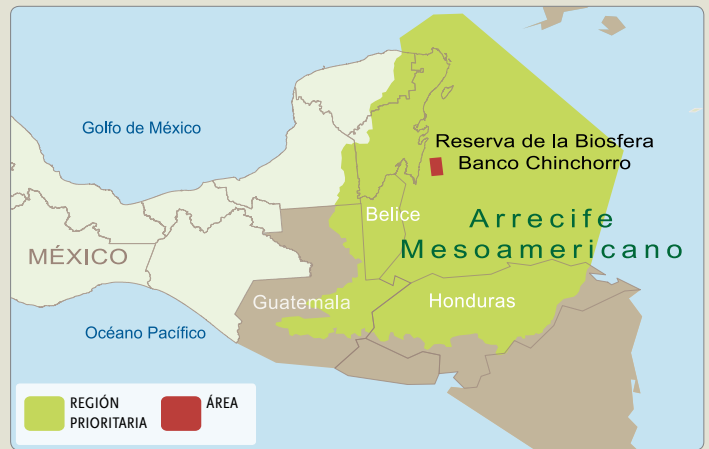 Golfo de México
Reserva de la Biosfera
Banco Chinchorro
Belice
Arrecife
Mesoamericano
MÉXICO
Guatemala
Honduras
Océano Pacífico
REGIÓN
PRIORITARIA
ÁREA